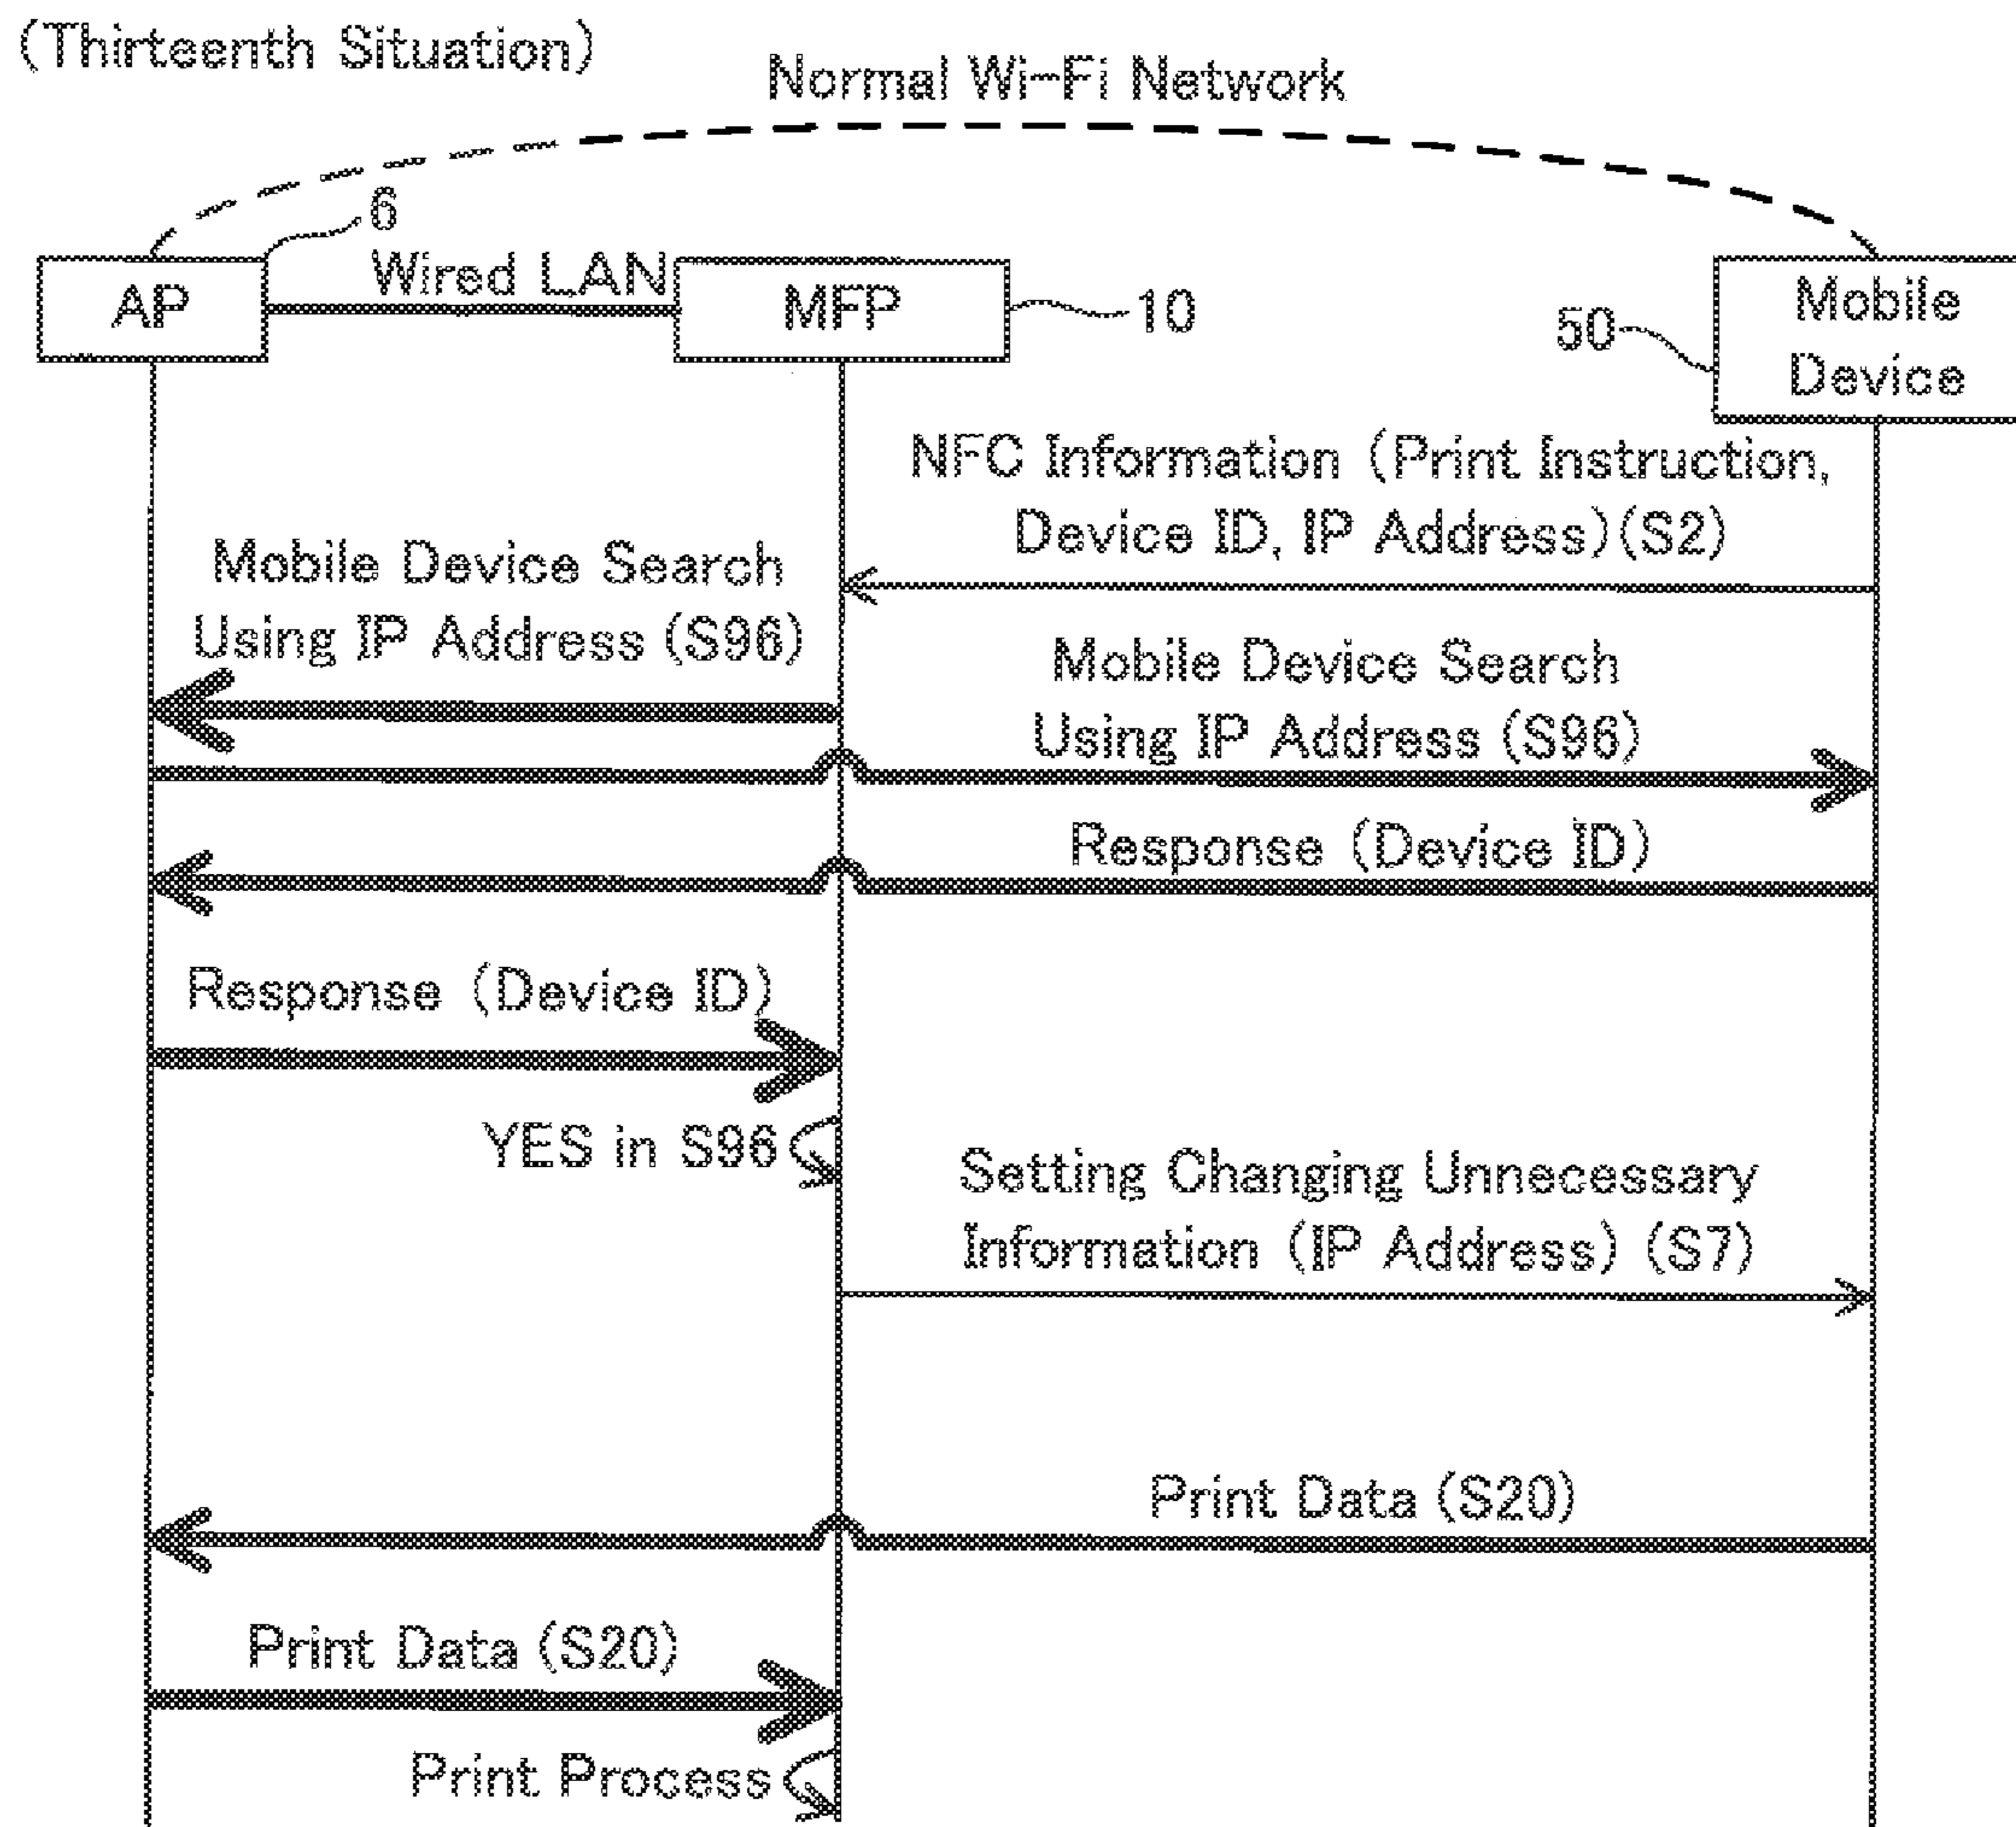 (Thirteenth Situation)
Normal Wi-Fi Network
6
Wired LAN
AP
MFP
10
50
Mobile
Device
NFC Information (Print Instruction,
Device ID, IP Address)(S2)
Mobile Device Search
Using IP Address (S96)
Mobile Device Search
Using IP Address (S96)
Response (Device ID)
Response (Device ID)
YES in S96
Setting Changing Unnecessary
Information (IP Address) (S7)
Print Data (S20)
Print Data (S20)
Print Process